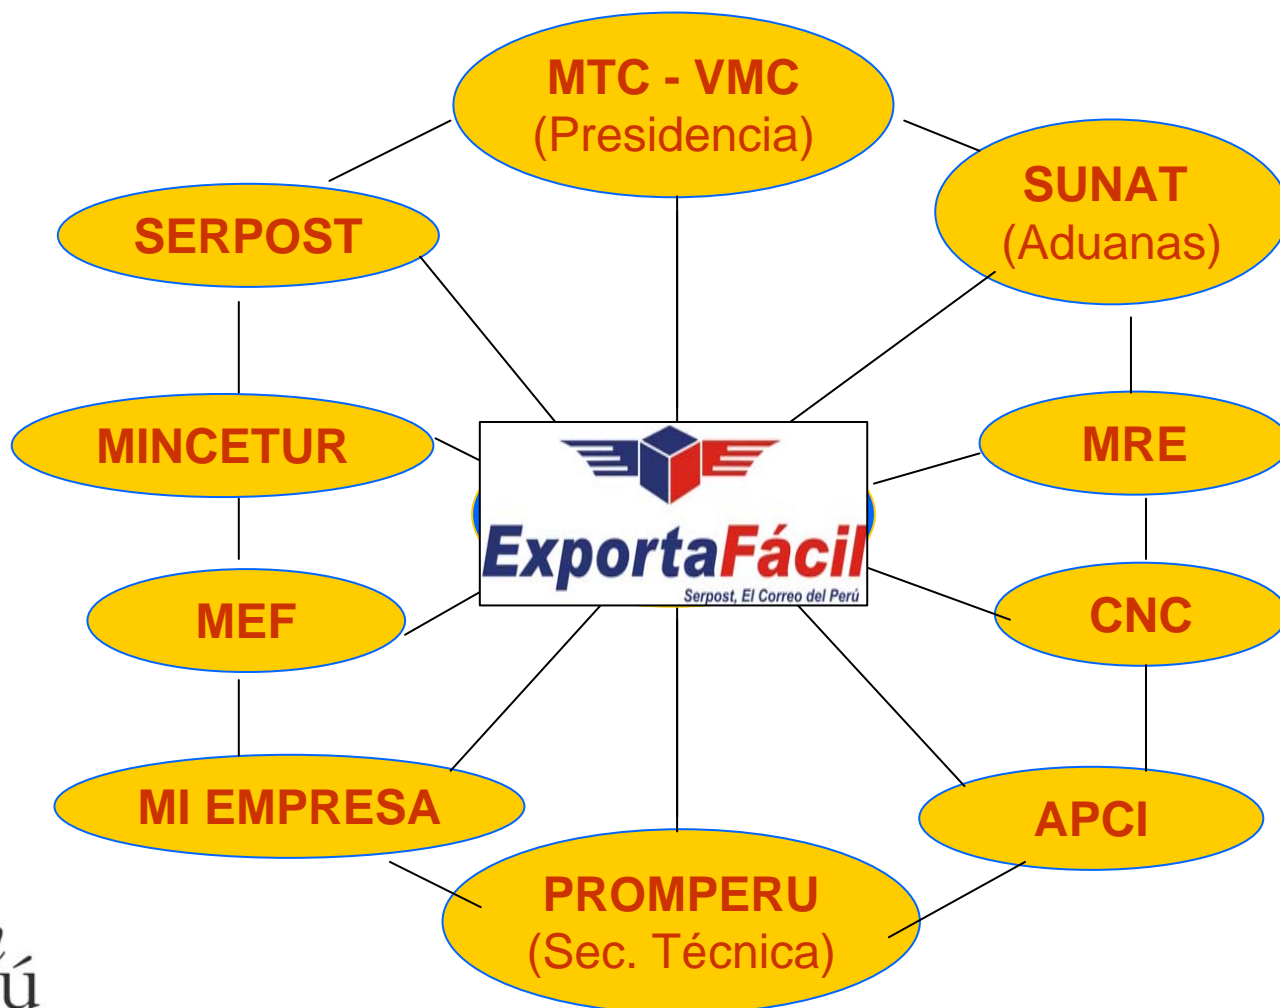 MTC - VMC
(Presidencia)
SUNAT
(Aduanas)
SERPOST
MINCETUR
MRE
ExportaFácil
Serpost, El Correo del Perú
MEF
CNC
MI EMPRESA
APCI
PROMPERU
(Sec. Técnica)
ú